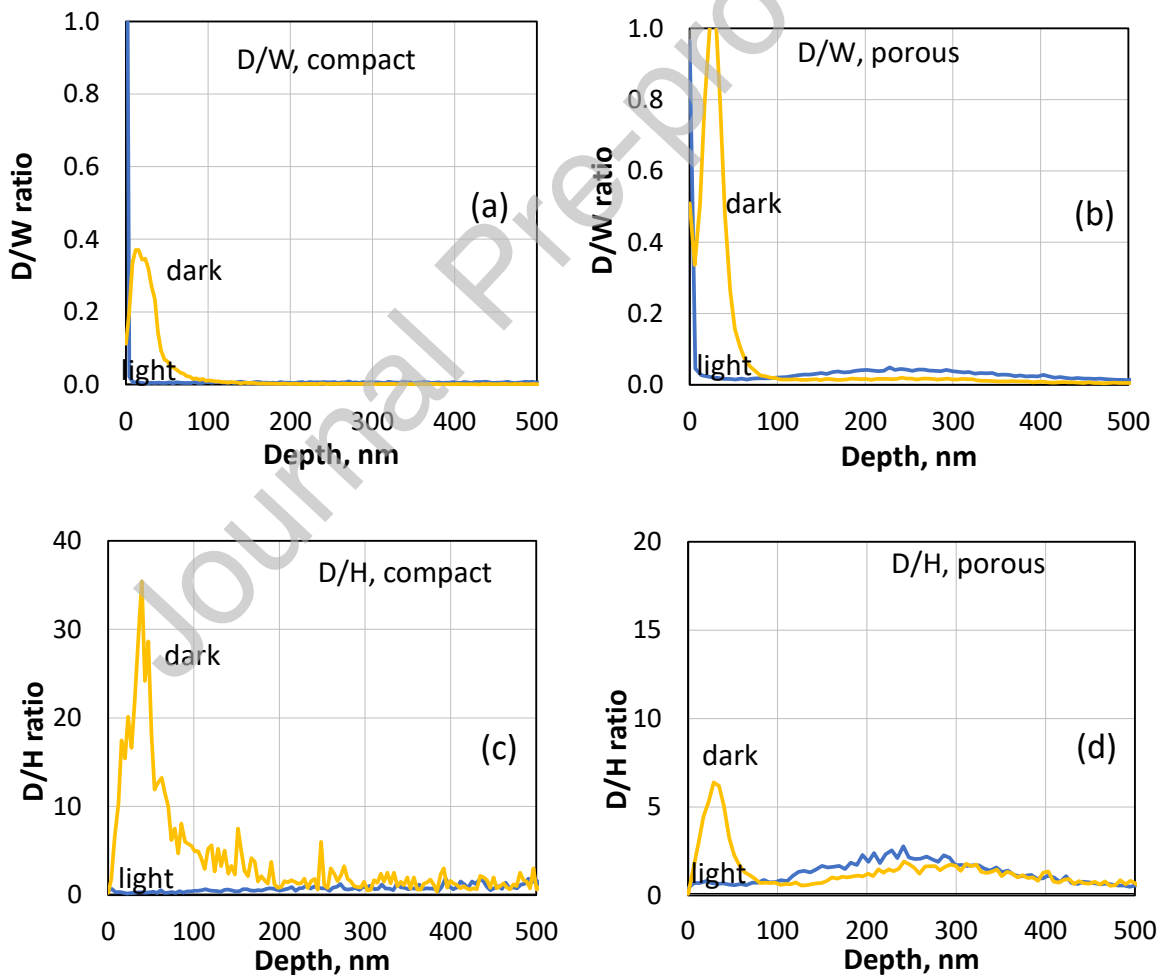 D/W, compact
1.0
0.8
0.6
0.4
0.2
0.0
D/W ratio
(a)
dark
light
0 100 200 300 400 500
Depth, nm
D/W, porous
1.0
0.8
0.6
0.4
0.2
0.0
D/W ratio
(b)
dark
light
0 100 200 300 400 500
Depth, nm
D/H, compact
40
30
20
10
0
D/H ratio
(c)
dark
light
0 100 200 300 400 500
Depth, nm
D/H, porous
20
15
10
5
0
D/H ratio
(d)
dark
light
0 100 200 300 400 500
Depth, nm
Journal Pre-pro